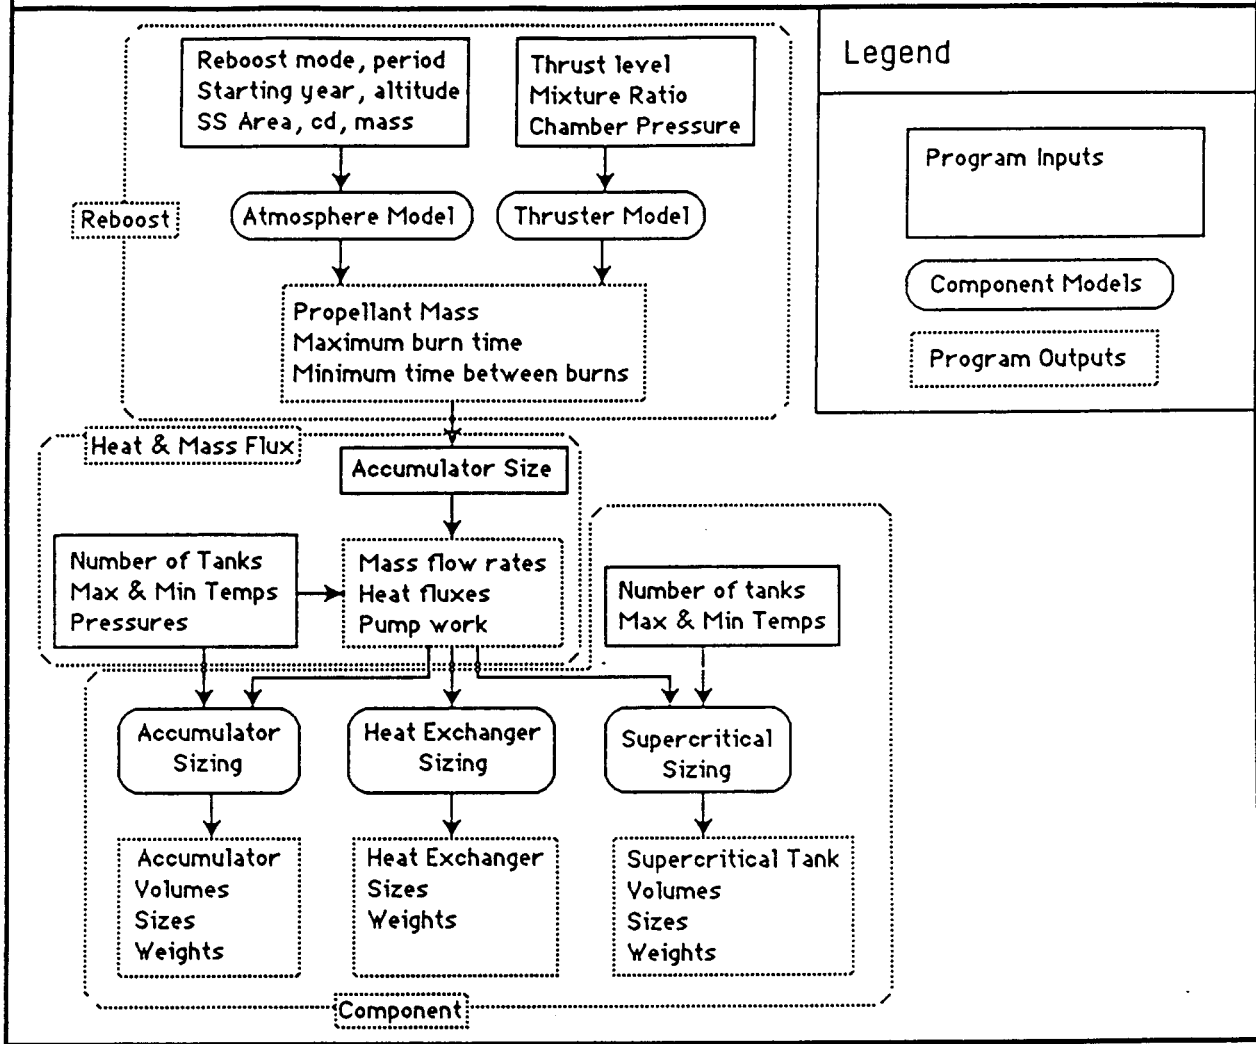 Legend
Reboost mode, period
Starting year, altitude
SS Area, cd, mass
Thrust level
Mixture Ratio
Chamber Pressure
Program Inputs
Reboost
Atmosphere Model
Thruster Model
Component Models
Propellant Mass
Maximum burn time
Minimum time between burns
Program Outputs
Heat & Mass Flux
Accumulator Size
Number of Tanks
Max & Min Temps
Pressures
Mass flow rates
Heat fluxes
Pump work
Number of tanks
Max & Min Temps
Accumulator
Sizing
Heat Exchanger
Sizing
Supercritical
Sizing
Accumulator
Volumes
Sizes
Weights
Heat Exchanger
Sizes
Weights
Supercritical Tank
Volumes
Sizes
Weights
Component